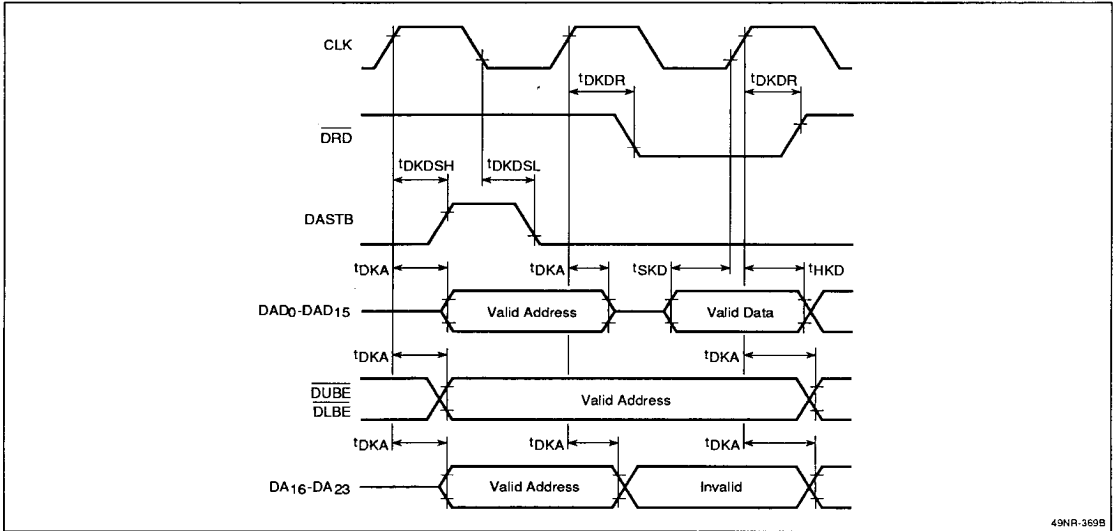 CLK
tDKDR
tDKDR
DRD
tDKDSH
tDKDSL
DASTB
tDKA
tDKA
tSKD
tHKD
DAD0-DAD15
Valid Address
Valid Data
tDKA
tDKA
DUBE
DLBE
Valid Address
tDKA
tDKA
tDKA
DA16-DA23
Valid Address
Invalid
49NR-369B